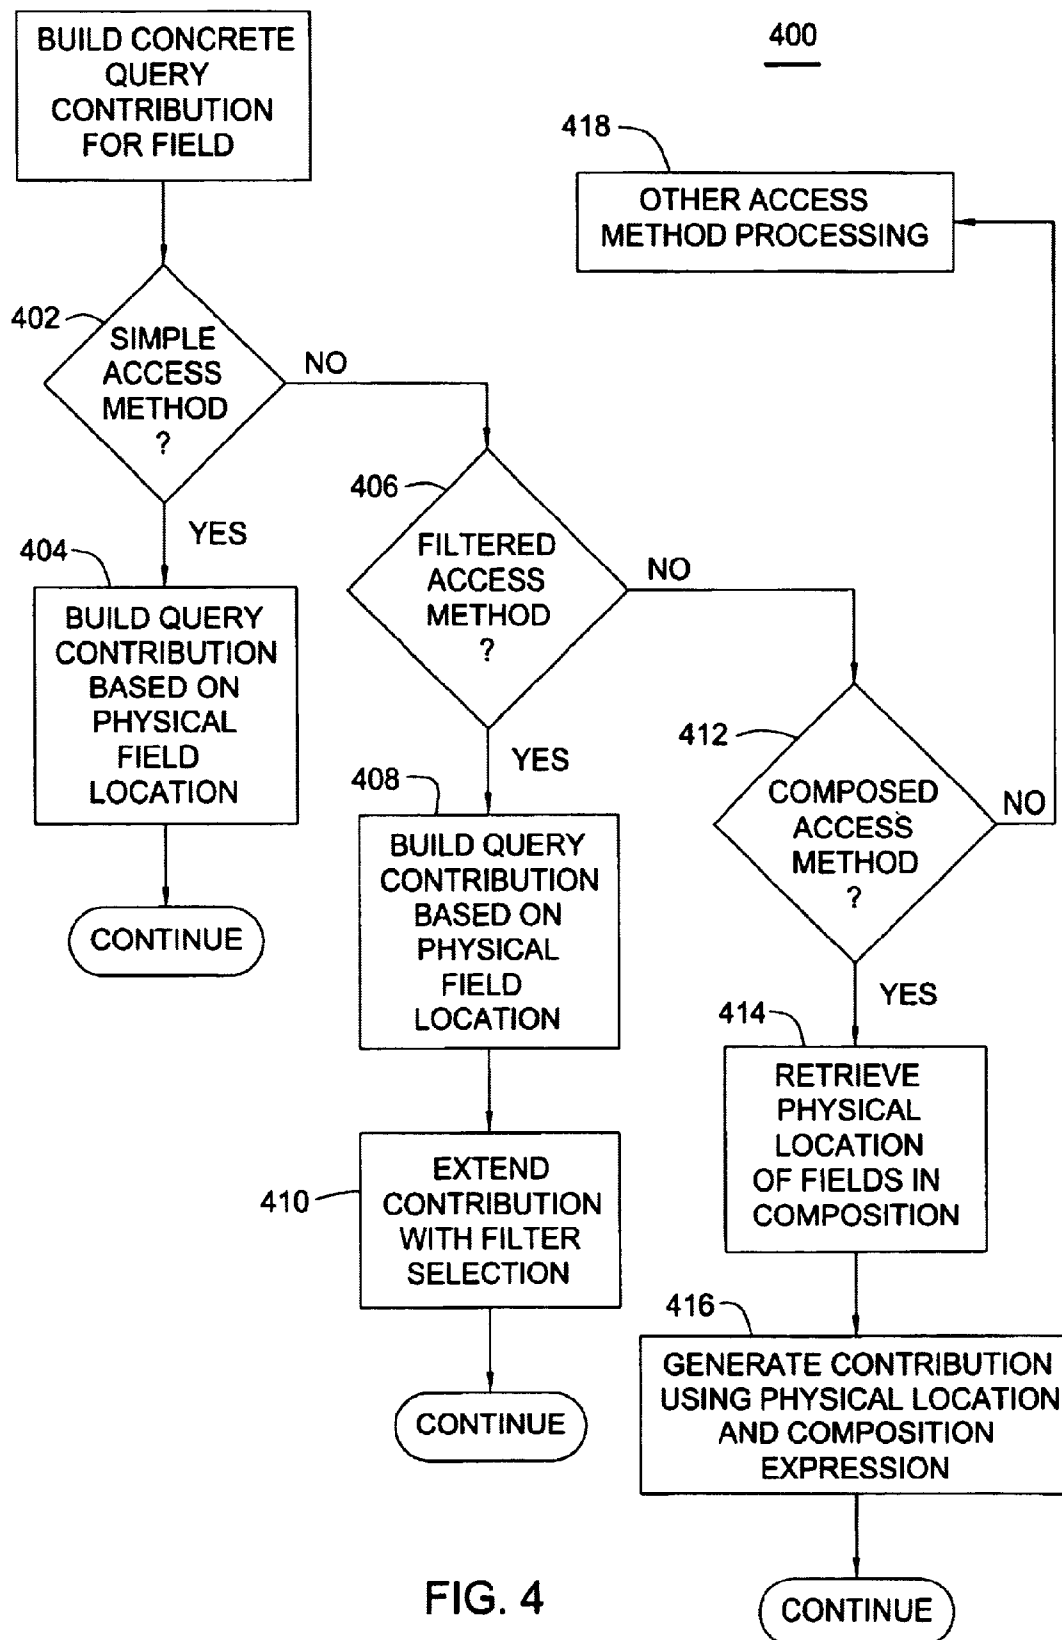 BUILD CONCRETE
QUERY
CONTRIBUTION
FOR FIELD
400
418
OTHER ACCESS
METHOD PROCESSING
402
SIMPLE
ACCESS
METHOD
?
NO
YES
404
BUILD QUERY
CONTRIBUTION
BASED ON
PHYSICAL
FIELD
LOCATION
CONTINUE
406
FILTERED
ACCESS
METHOD
?
NO
YES
408
BUILD QUERY
CONTRIBUTION
BASED ON
PHYSICAL
FIELD
LOCATION
410
EXTEND
CONTRIBUTION
WITH FILTER
SELECTION
CONTINUE
412
COMPOSED
ACCESS
METHOD
?
NO
YES
414
RETRIEVE
PHYSICAL
LOCATION
OF FIELDS IN
COMPOSITION
416
GENERATE CONTRIBUTION
USING PHYSICAL LOCATION
AND COMPOSITION
EXPRESSION
CONTINUE
FIG. 4